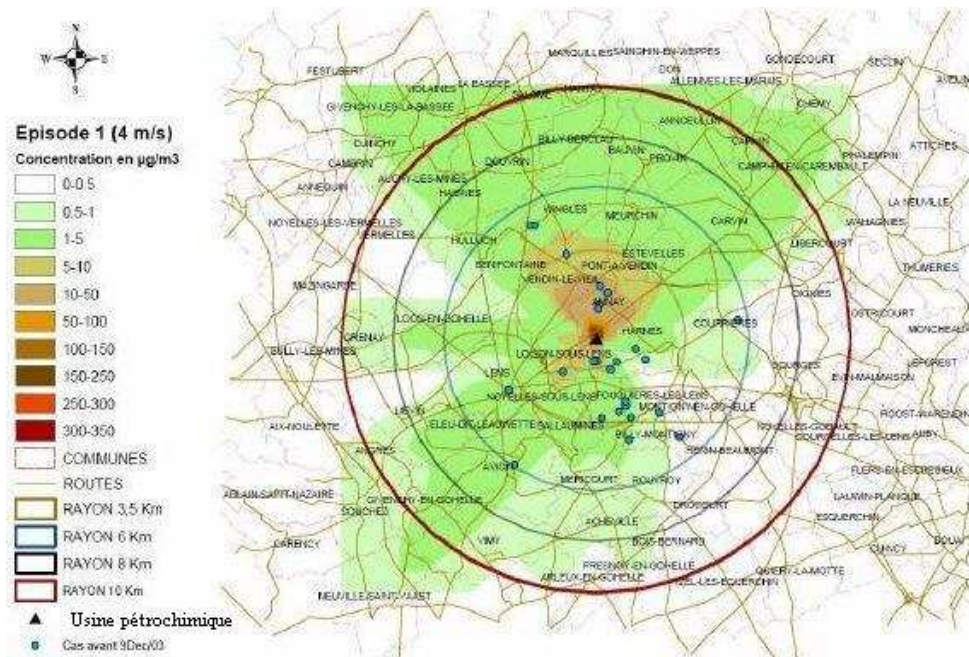 N
W
E
S
Episode 1 (4 m/s)
Concentration en µg/m3
0-0.5
0.5-1
1-5
5-10
10-50
50-100
100-150
150-250
250-300
300-350
COMMUNES
ROUTES
RAYON 3,5 Km
RAYON 6 Km
RAYON 8 Km
RAYON 10 Km
Usine pétrochimique
Cas avant 9Dec/03
MARQUILLIES
SAINGHIN-EN-WEPPES
GONDECOURT
SECLIN
DON
FESTUBERT
LA BASSEE
ALLENNES-LES-MARAIS
VIOLAINES
CHEMY
GIVENCHY-LES-LA-BASSEE
ANNOEULLIN
CUINCHY
BILLY-BERCLAU
CARVIN
ATTICHES
BAUVIN
PROVIN
PHALEMPIN
CAMBRIN
DOUVRIN
CAMPHIN-EN-CAREMBAULT
AUCHY-LES-MINES
ANNEQUIN
HAISNES
LA NEUVILLE
WINGLES
MEURCHIN
NOYELLES-LES-VERMELLES
CARVIN
WAHAGNIES
VERMELLES
HULLUCH
LIBERCOURT
ESTEVELLES
BENIFONTAINE
PONT-A-VENDIN
THUMERIES
VENDIN-LE-VIEIL
MAZINGARBE
OIGNIES
ANNAY
OSTRICOURT
LOOS-EN-GOHELLE
COURRIERES
MONCHEAU
HARNES
GRENAY
BULLY-LES-MINES
LOISON-SOUS-LENS
LEFOREST
DOURGES
LENS
EVIN-MALMAISON
NOYELLES-SOUS-LENS
FOUQUIERES-LES-LENS
LIEVIN
MONTIGNY-EN-GOHELLE
ROOST-WARENDIN
AIX-NOULETTE
ELEU-DIT-LEAUWETTE
SALLAUMINES
NOYELLES-GODAULT
COURCELLES-LES-LENS
AUBY
BILLY-MONTIGNY
ANGRES
HENIN-BEAUMONT
AVION
FLERS-EN-ESCREBIEUX
MERICOURT
ROUVROY
ABLAIN-SAINT-NAZAIRE
GIVENCHY-EN-GOHELLE
LAUWIN-PLANQUE
SOUCHEZ
DROCOURT
ESQUERCHIN
ACHEVILLE
CARENCY
VIMY
BOIS-BERNARD
CUINCY
DOUAI
FRESNOY-EN-GOHELLE
QUIERY-LA-MOTTE
ARLEUX-EN-GOHELLE
IZEL-LES-EQUERCHIN
NEUVILLE-SAINT-VAAST